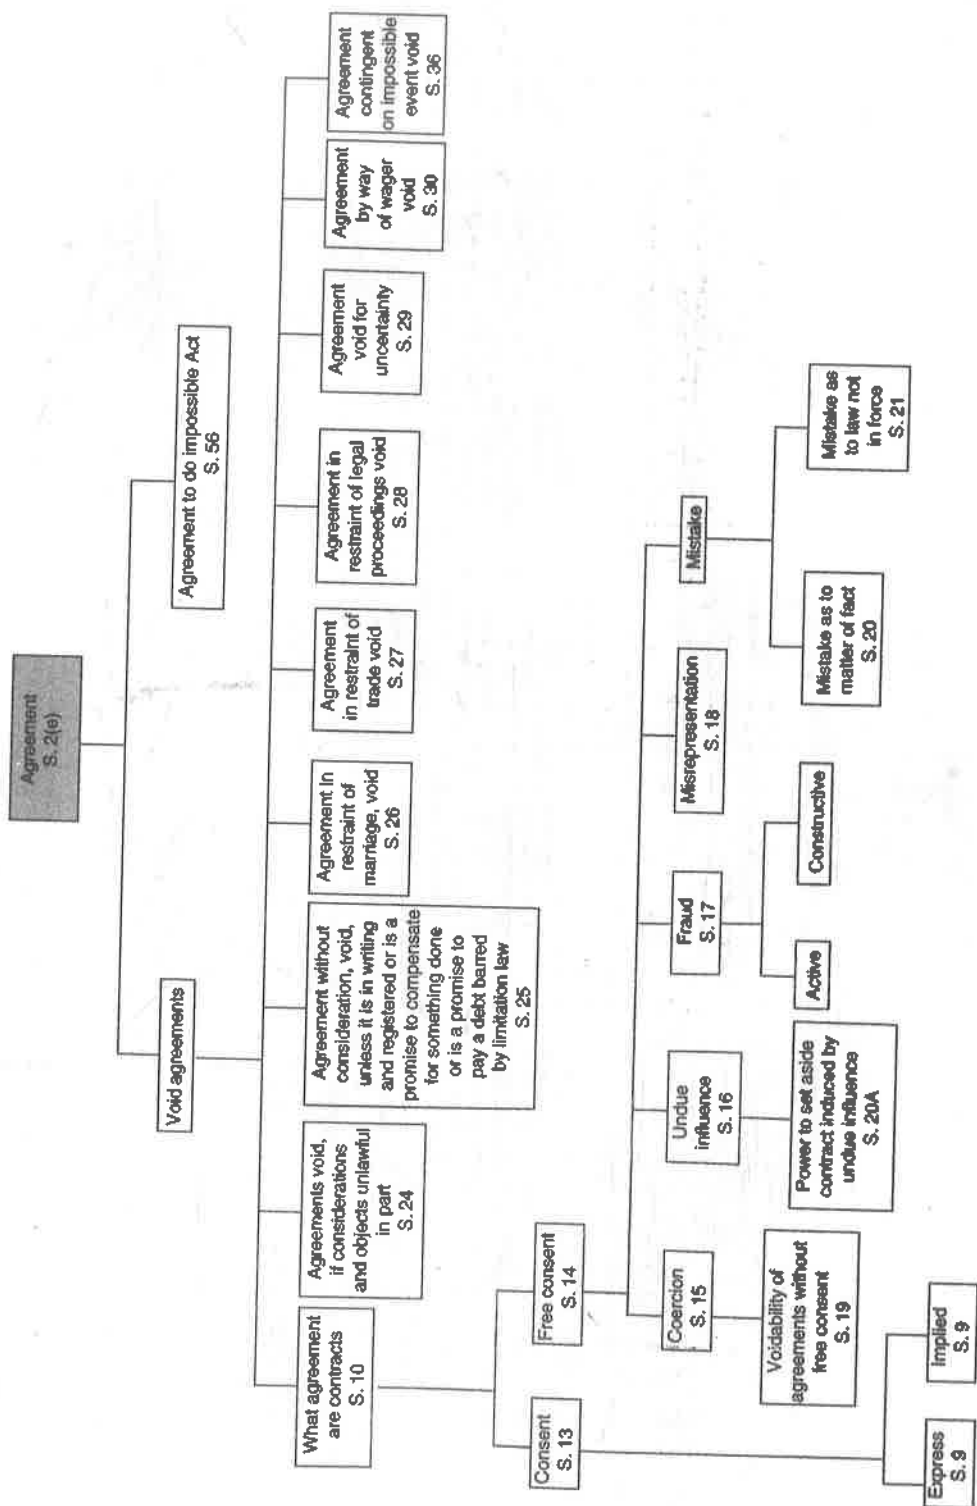 Agreement
S. 2(e)
Void agreements
Agreement to do impossible Act
S. 56
What agreement
are contracts
S. 10
Agreements void,
if considerations
and objects unlawful
in part
S. 24
Agreement without
consideration, void,
unless it is in writing
and registered or is a
promise to compensate
for something done
or is a promise to
pay a debt barred
by limitation law
S. 25
Agreement in
restraint of
marriage, void
S. 26
Agreement
in restraint of
trade void
S. 27
Agreement in
restraint of legal
proceedings void
S. 28
Agreement
void for
uncertainty
S. 29
Agreement
by way
of wager
void
S. 30
Agreement
contingent
on impossible
event void
S. 36
Consent
S. 13
Free consent
S. 14
Coercion
S. 15
Undue
influence
S. 16
Fraud
S. 17
Misrepresentation
S. 18
Mistake
Voidability of
agreements without
free consent
S. 19
Power to set aside
contract induced by
undue influence
S. 20A
Active
Constructive
Mistake as to
matter of fact
S. 20
Mistake as
to law not
in force
S. 21
Express
S. 9
Implied
S. 9